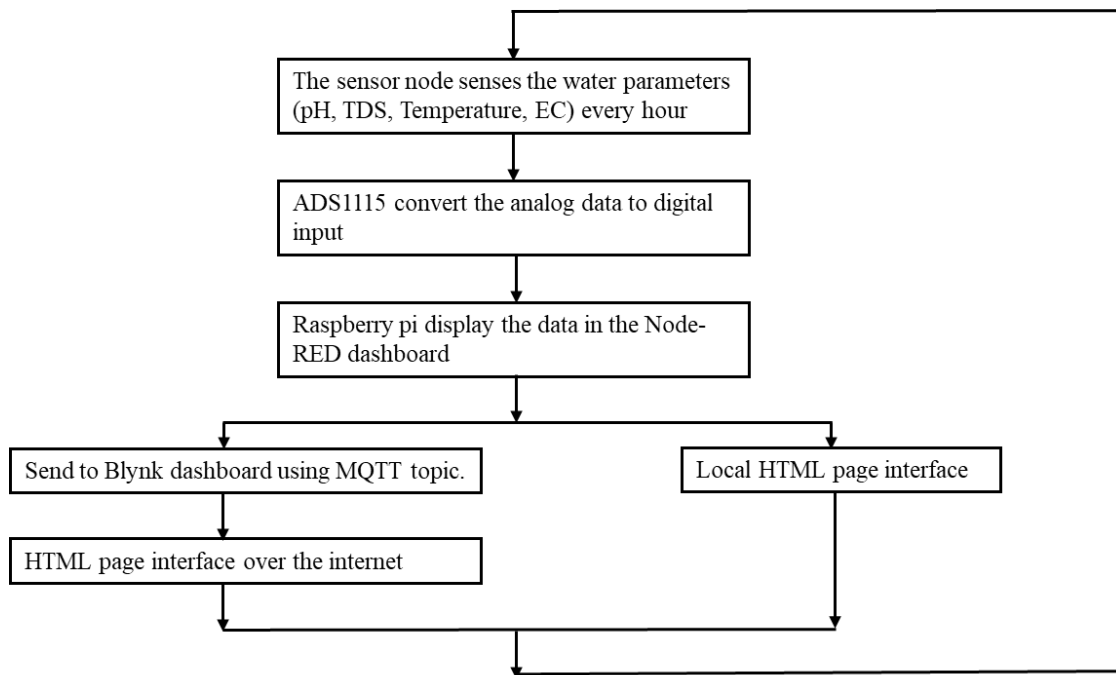 The sensor node senses the water parameters
(pH, TDS, Temperature, EC) every hour
ADS1115 convert the analog data to digital
input
Raspberry pi display the data in the Node-
RED dashboard
Send to Blynk dashboard using MQTT topic.
Local HTML page interface
HTML page interface over the internet